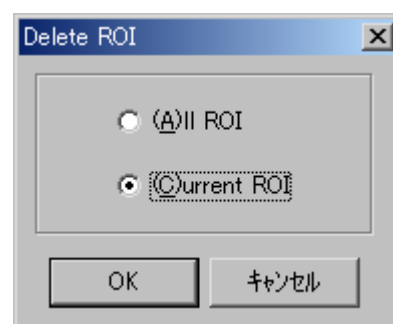 Delete ROI
(A)ll ROI
(C)urrent ROI
OK
キャンセル